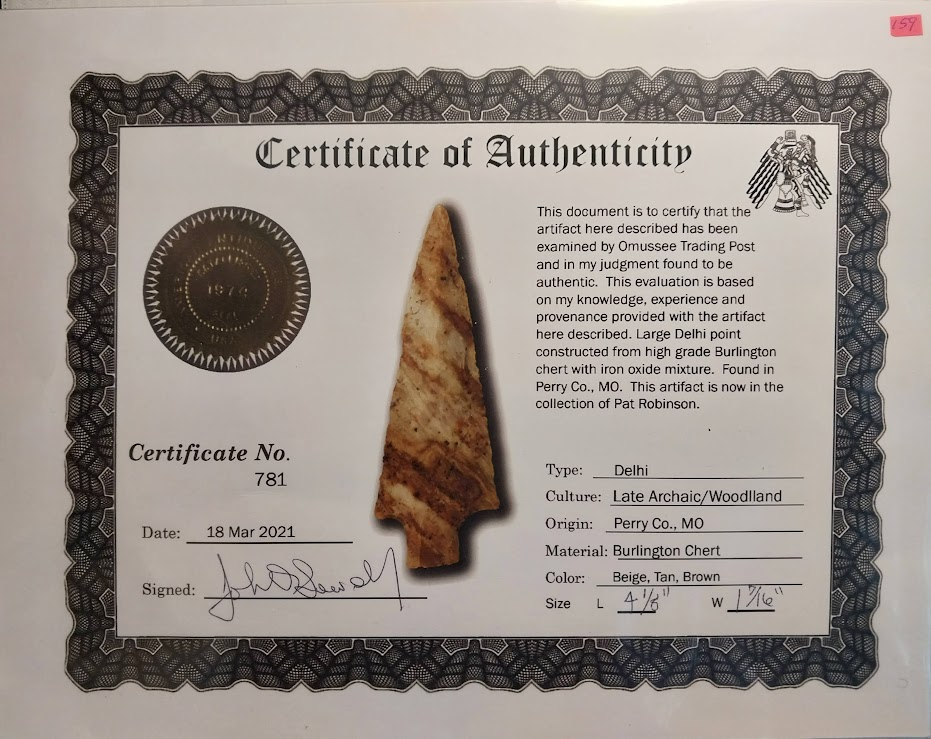 159
Certificate of Authenticity
This document is to certify that the
artifact here described has been
examined by Omussee Trading Post
and in my judgment found to be
authentic. This evaluation is based
on my knowledge, experience and
provenance provided with the artifact
here described. Large Delhi point
constructed from high grade Burlington
chert with iron oxide mixture. Found in
Perry Co., MO. This artifact is now in the
collection of Pat Robinson.
Certificate No.
781
Date: 18 Mar 2021
Signed:
Type: Delhi
Culture: Late Archaic/Woodlland
Origin: Perry Co., MO
Material: Burlington Chert
Color: Beige, Tan, Brown
Size L 4 1/8" W